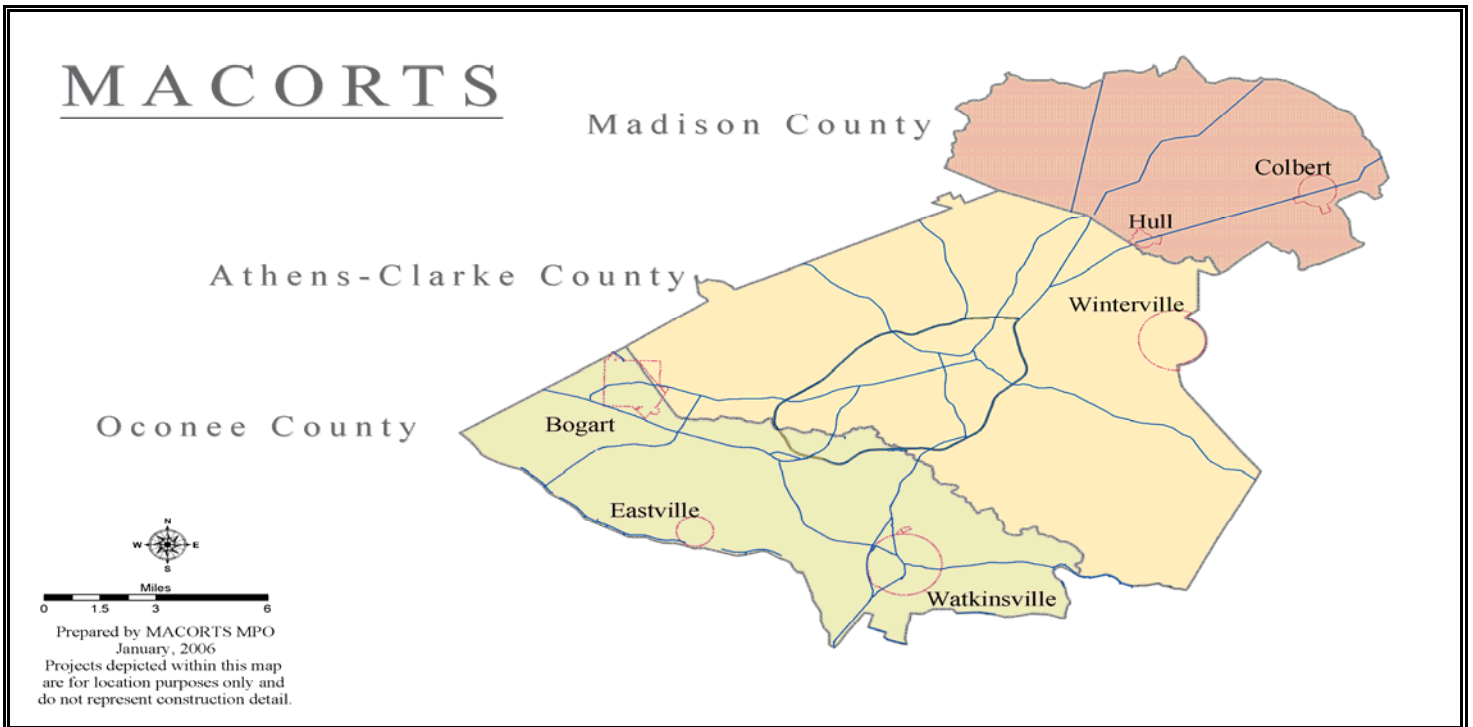 MACORTS
Madison County
Colbert
Hull
Athens-Clarke County
Winterville
Oconee County
Bogart
Eastville
Watkinsville
N
W E
S
Miles
0 1.5 3 6
Prepared by MACORTS MPO
January, 2006
Projects depicted within this map
are for location purposes only and
do not represent construction detail.